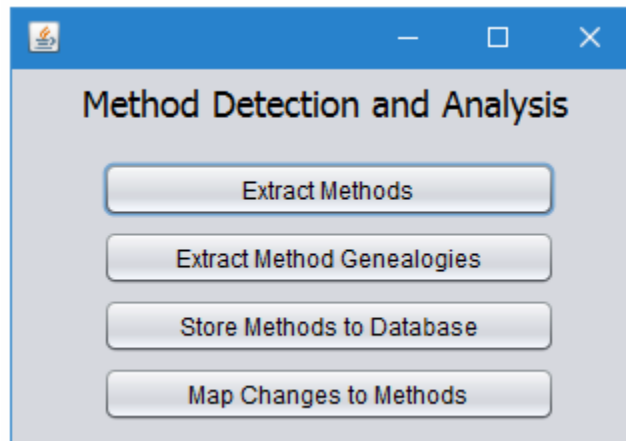 Method Detection and Analysis
Extract Methods
Extract Method Genealogies
Store Methods to Database
Map Changes to Methods